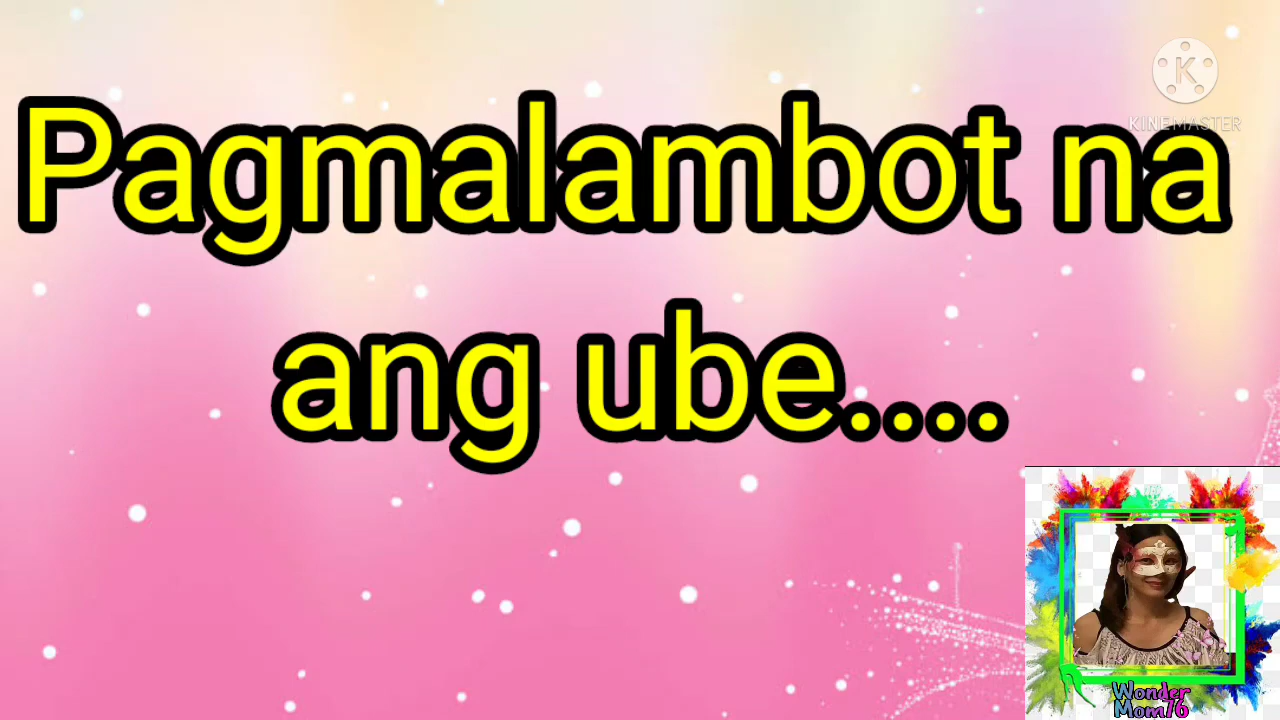 Pagmalambot na
ang ube....
KINEMASTER
Wonder
Mom76